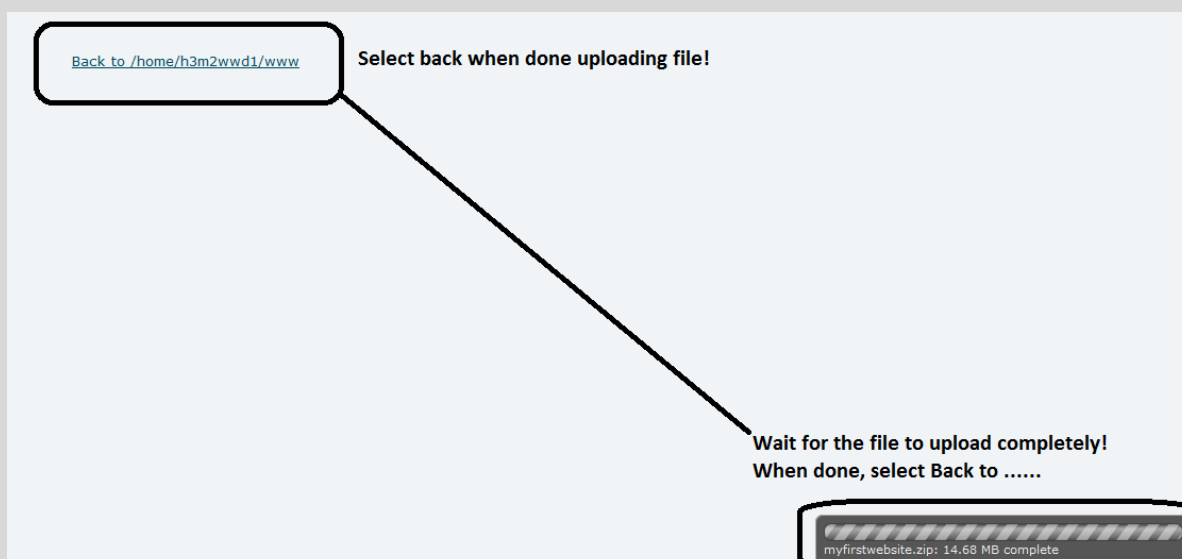 Back to /home/h3m2wwd1/www
Select back when done uploading file!
Wait for the file to upload completely!
When done, select Back to ......
myfirstwebsite.zip: 14.68 MB complete